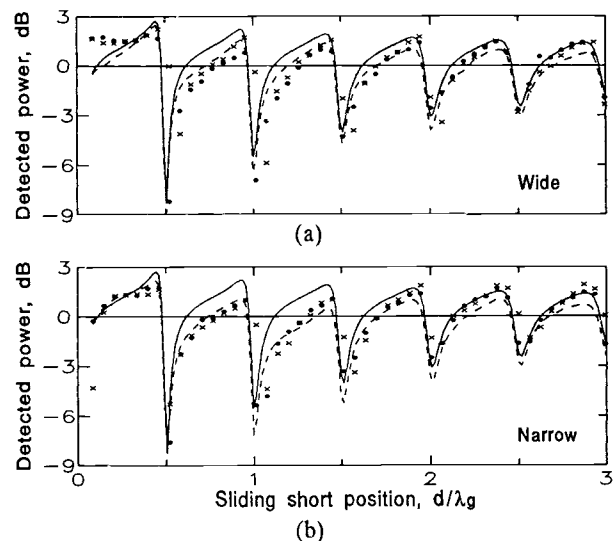 3
0
−3
−6
−9
Detected power, dB
Wide
(a)
3
0
−3
−6
−9
Detected power, dB
Narrow
0 1 2 3
Sliding short position, d/λg
(b)